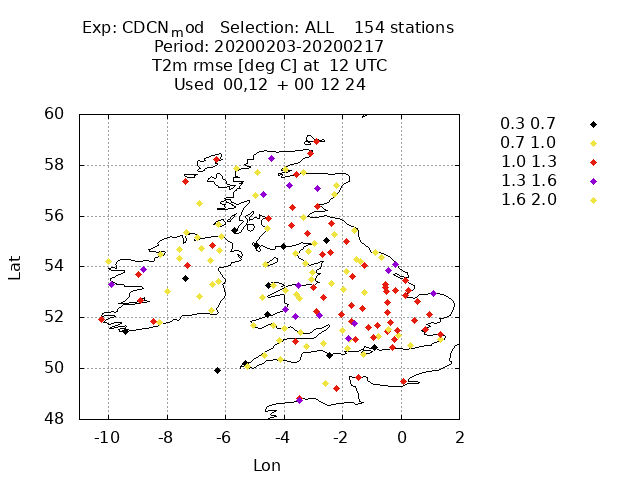 Exp: CDCNmod Selection: ALL 154 stations
Period: 20200203-20200217
T2m rmse [deg C] at 12 UTC
Used 00,12 + 00 12 24
0.3 0.7
0.7 1.0
1.0 1.3
1.3 1.6
1.6 2.0
60
58
56
54
52
50
48
Lat
-10 -8 -6 -4 -2 0 2
Lon